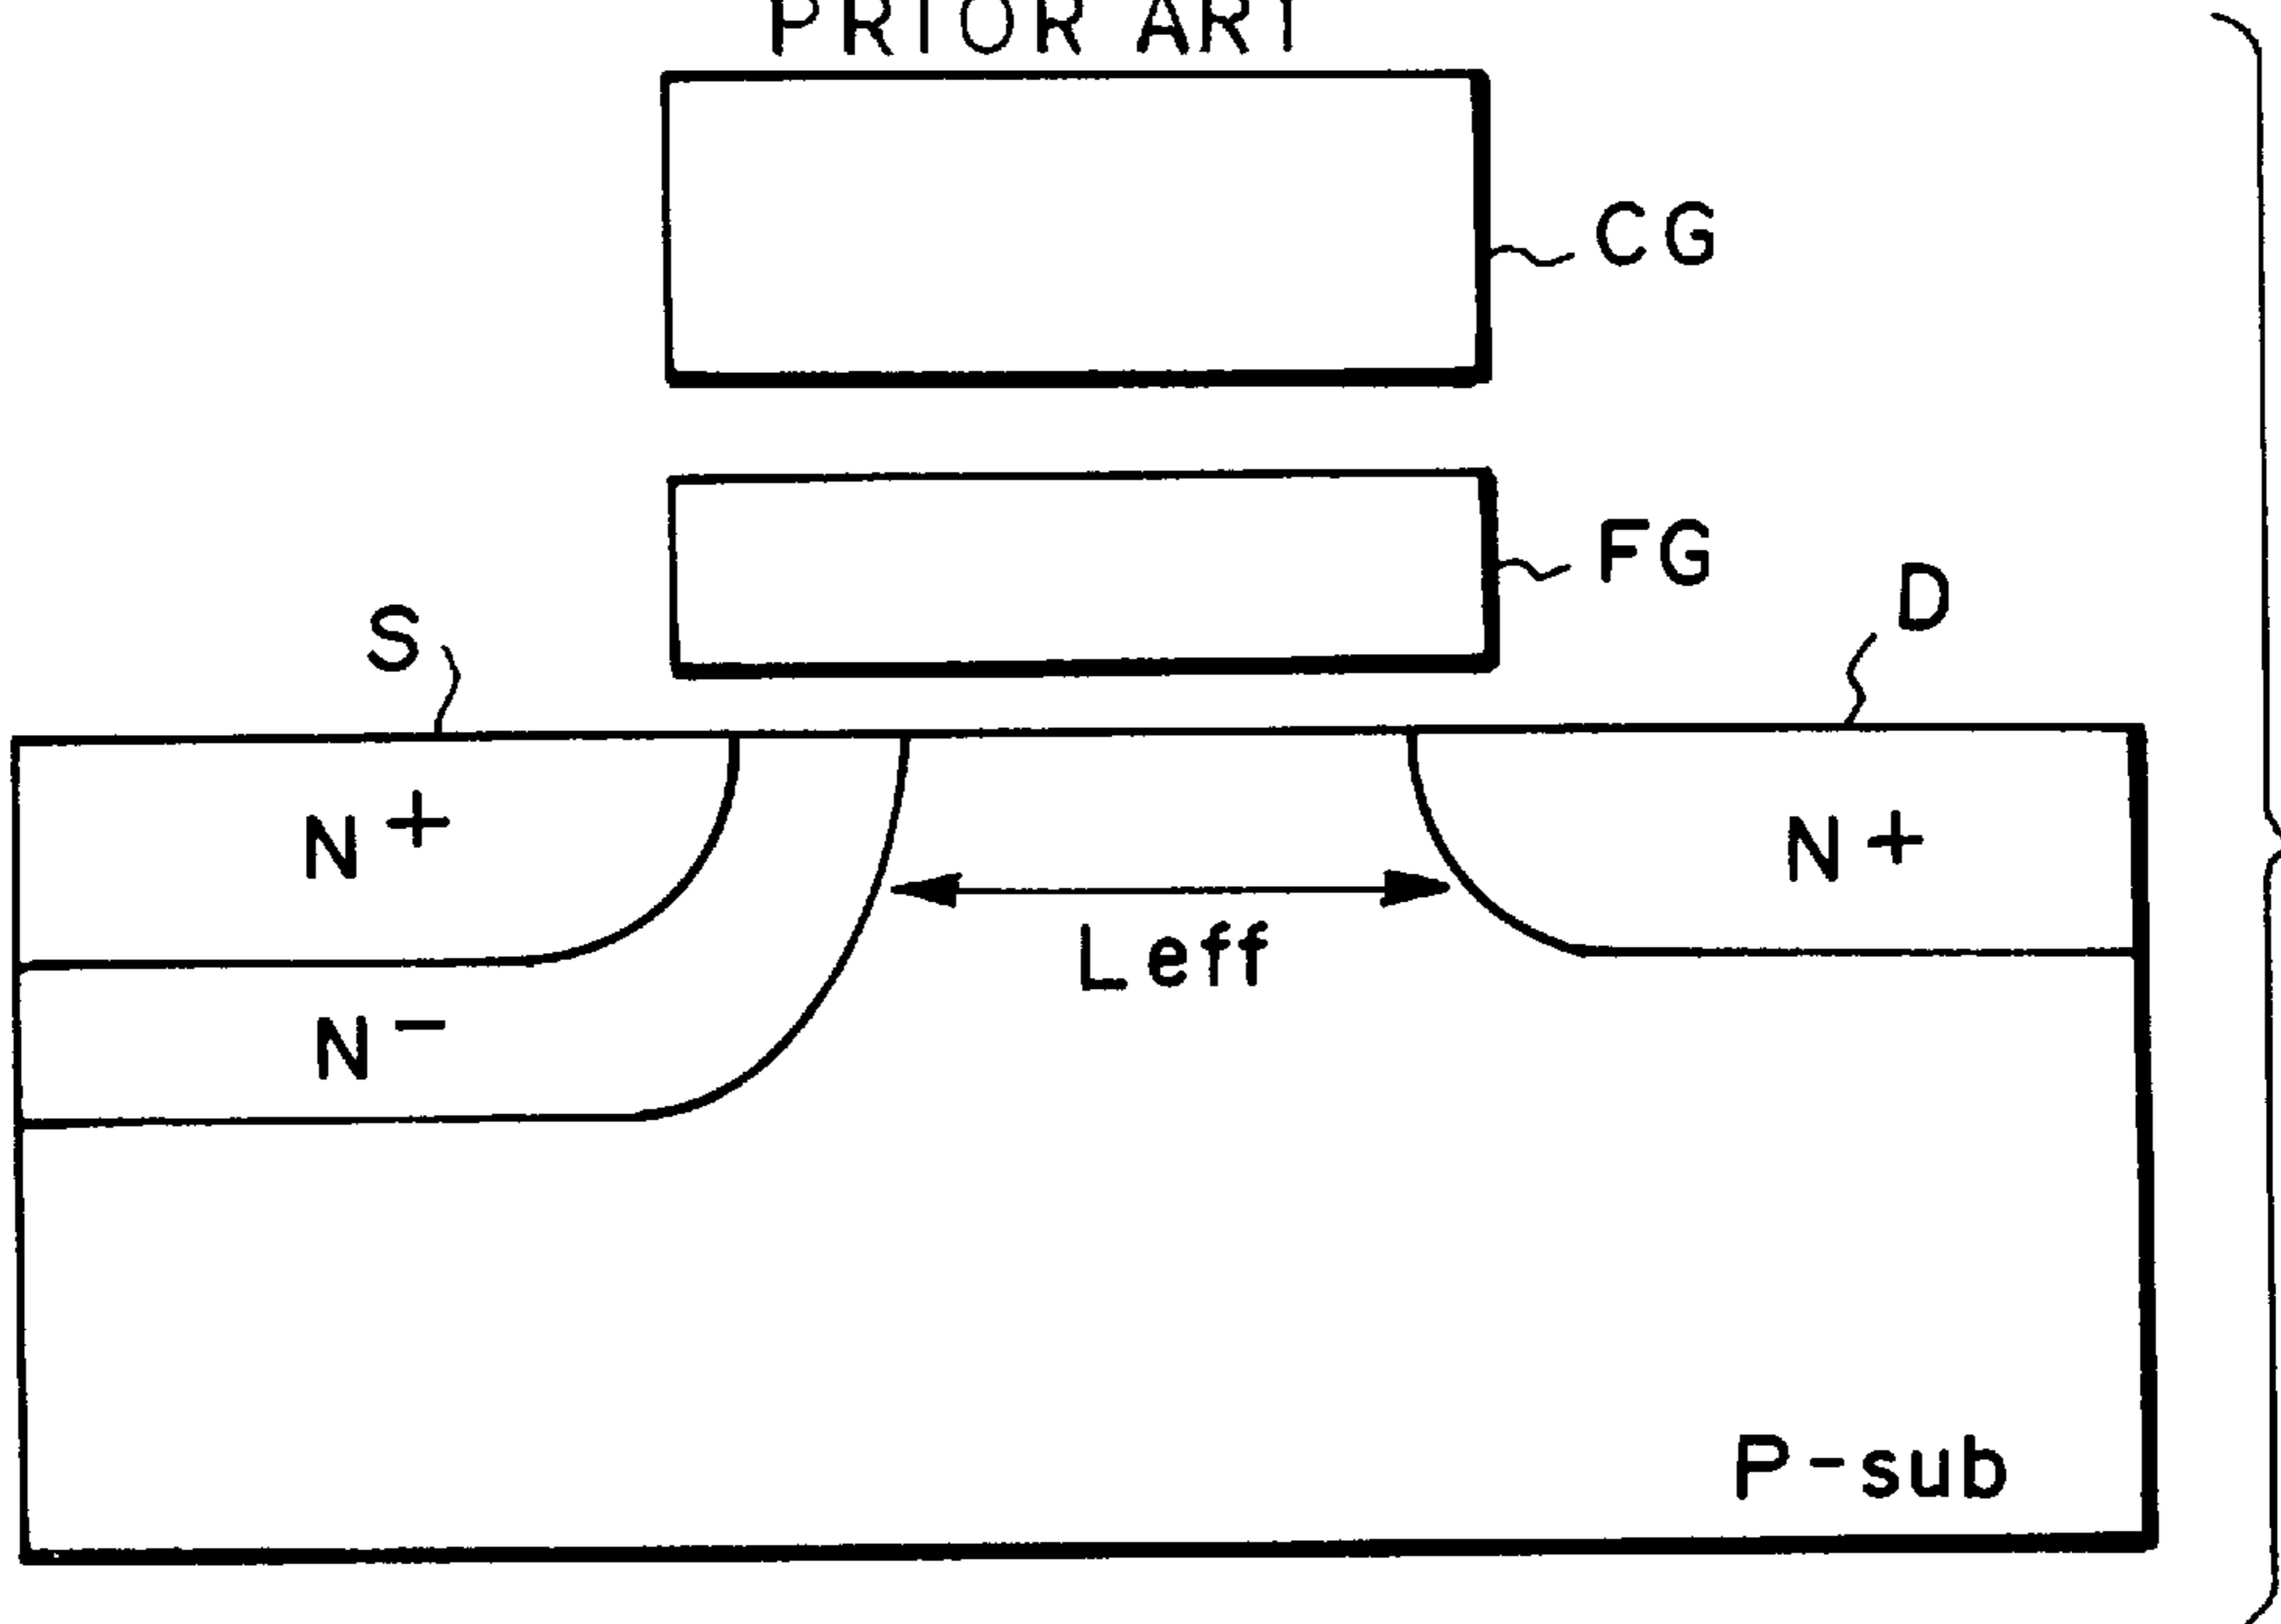 PRIOR ART
CG
FG
S
D
N+
N+
Leff
N−
P-sub